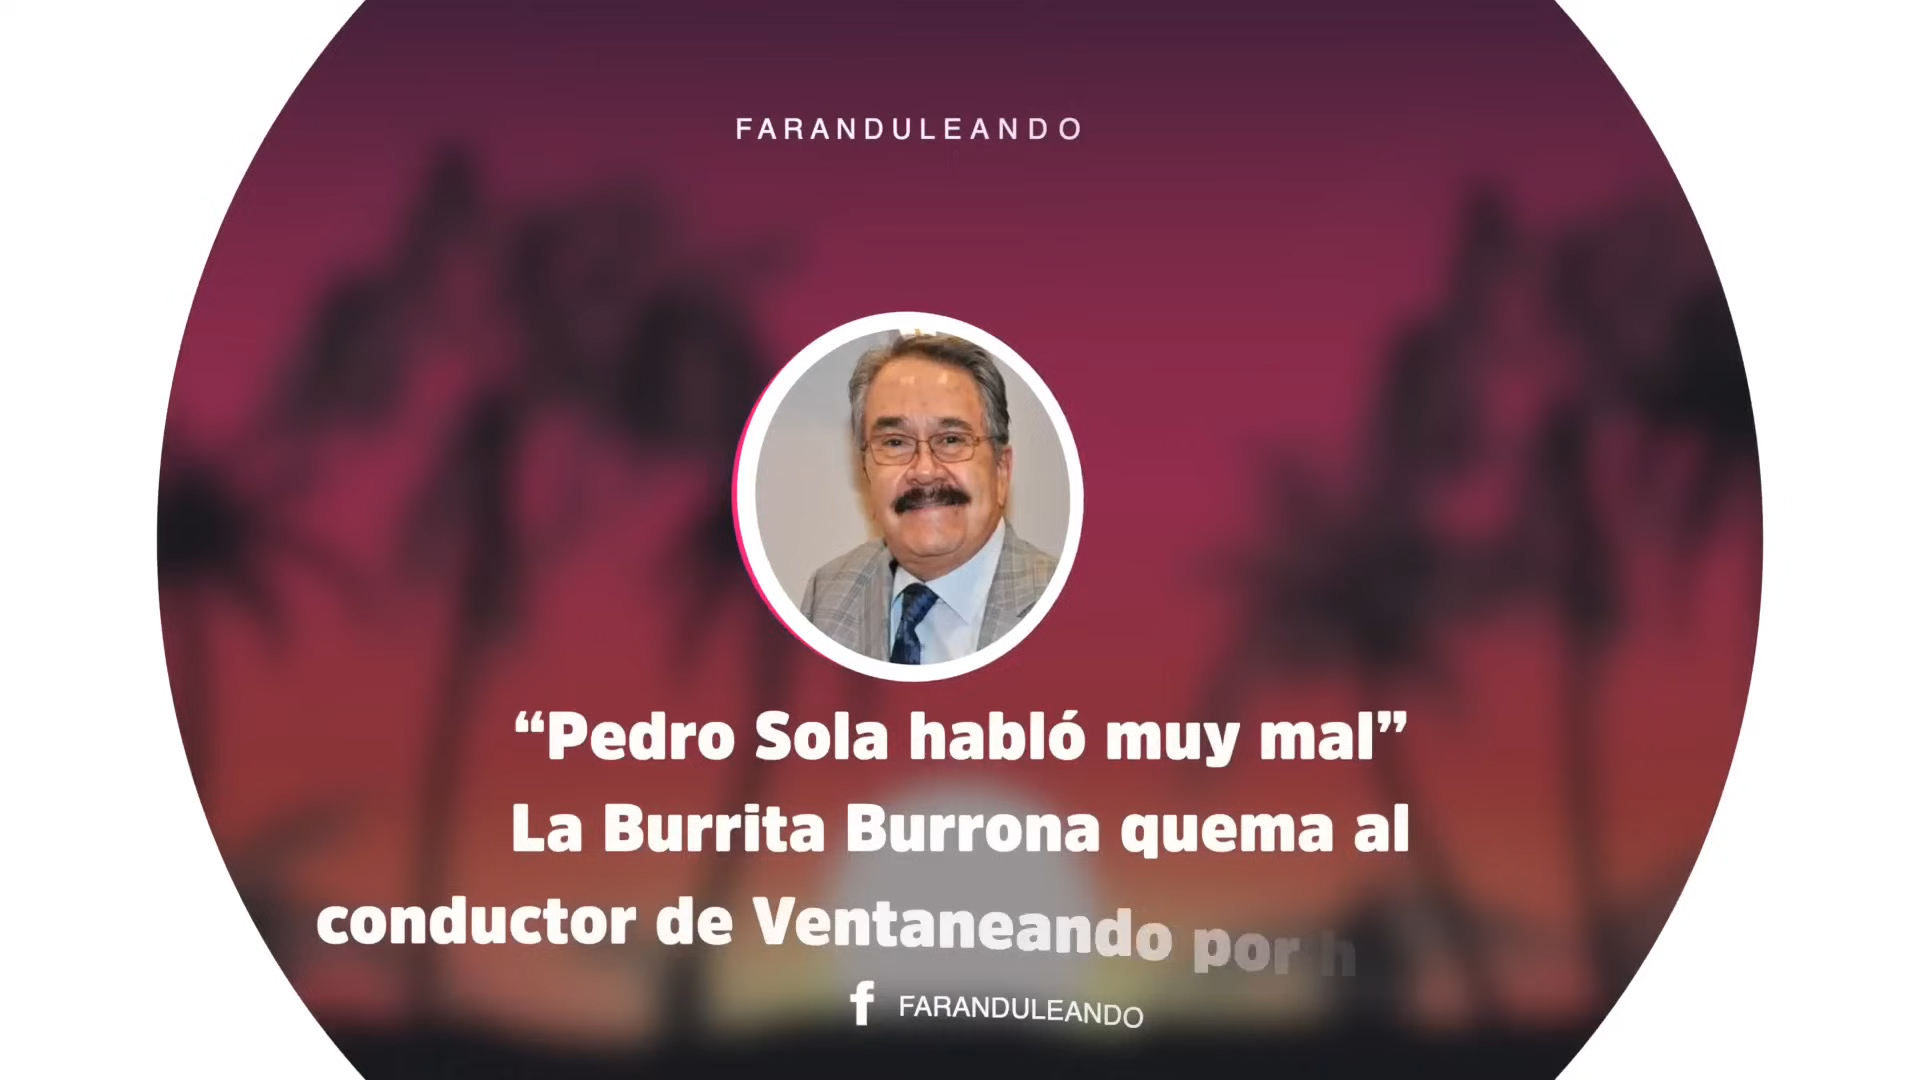 FARANDULEANDO
“Pedro Sola habló muy mal”
La Burrita Burrona quema al
conductor de Ventaneando por h
FARANDULEANDO